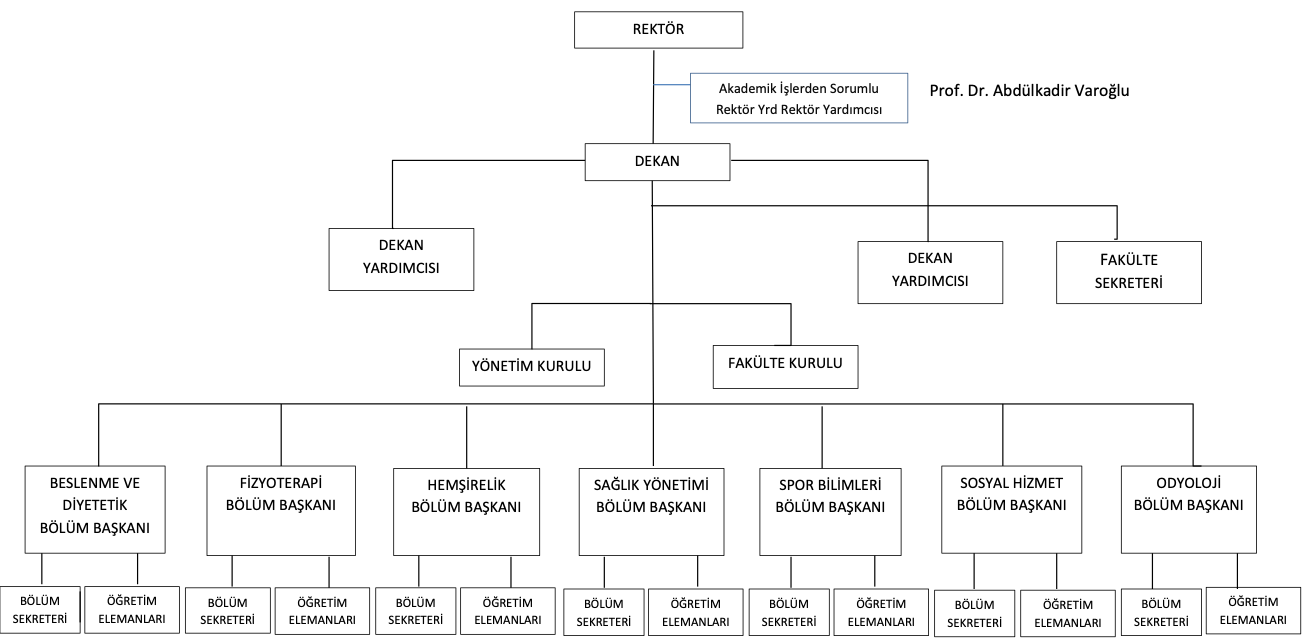 REKTÖR
Akademik İşlerden Sorumlu
Rektör Yrd Rektör Yardımcısı
Prof. Dr. Abdülkadir Varoğlu
DEKAN
DEKAN
YARDIMCISI
DEKAN
YARDIMCISI
FAKÜLTE
SEKRETERİ
YÖNETİM KURULU
FAKÜLTE KURULU
BESLENME VE
DİYETETİK
BÖLÜM BAŞKANI
FİZYOTERAPİ
BÖLÜM BAŞKANI
HEMŞİRELİK
BÖLÜM BAŞKANI
SAĞLIK YÖNETİMİ
BÖLÜM BAŞKANI
SPOR BİLİMLERİ
BÖLÜM BAŞKANI
SOSYAL HİZMET
BÖLÜM BAŞKANI
ODYOLOJİ
BÖLÜM BAŞKANI
BÖLÜM
SEKRETERİ
ÖĞRETİM
ELEMANLARI
BÖLÜM
SEKRETERİ
ÖĞRETİM
ELEMANLARI
BÖLÜM
SEKRETERİ
ÖĞRETİM
ELEMANLARI
BÖLÜM
SEKRETERİ
ÖĞRETİM
ELEMANLARI
BÖLÜM
SEKRETERİ
ÖĞRETİM
ELEMANLARI
BÖLÜM
SEKRETERİ
ÖĞRETİM
ELEMANLARI
BÖLÜM
SEKRETERİ
ÖĞRETİM
ELEMANLARI